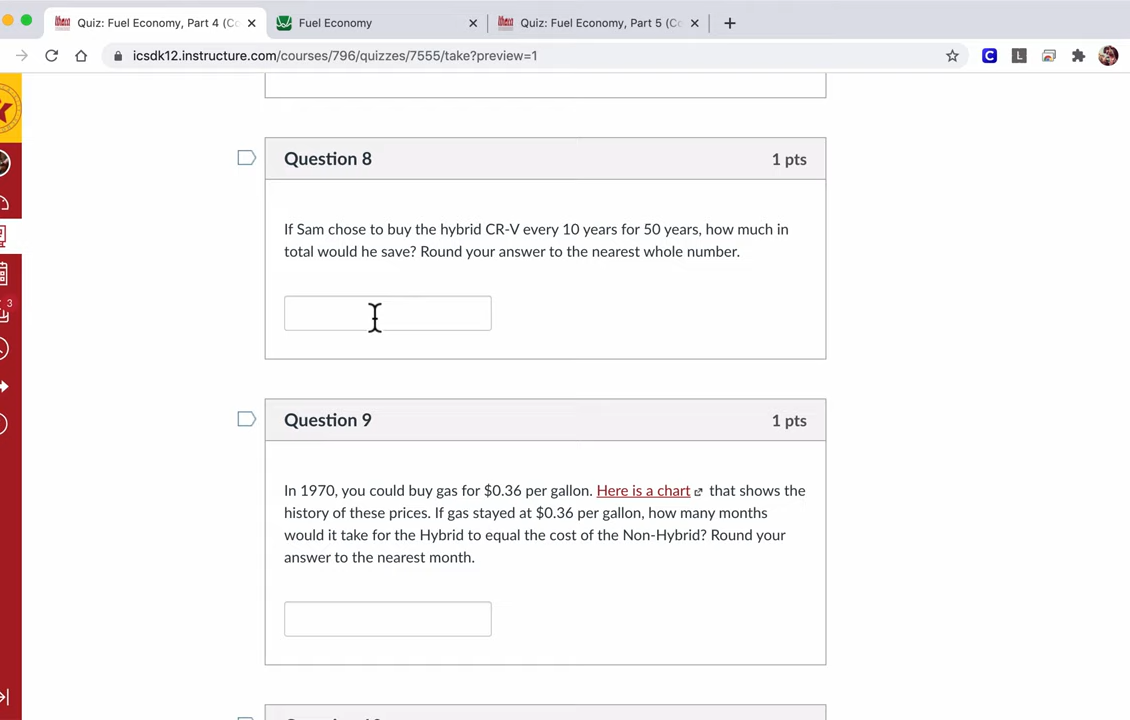 Quiz: Fuel Economy, Part 4 (C
Fuel Economy
Quiz: Fuel Economy, Part 5 (C
icsdk12.instructure.com/courses/796/quizzes/7555/take?preview=1
C
L
3
Question 8
1 pts
If Sam chose to buy the hybrid CR-V every 10 years for 50 years, how much in
total would he save? Round your answer to the nearest whole number.
Question 9
1 pts
In 1970, you could buy gas for $0.36 per gallon. Here is a chart that shows the
history of these prices. If gas stayed at $0.36 per gallon, how many months
would it take for the Hybrid to equal the cost of the Non-Hybrid? Round your
answer to the nearest month.